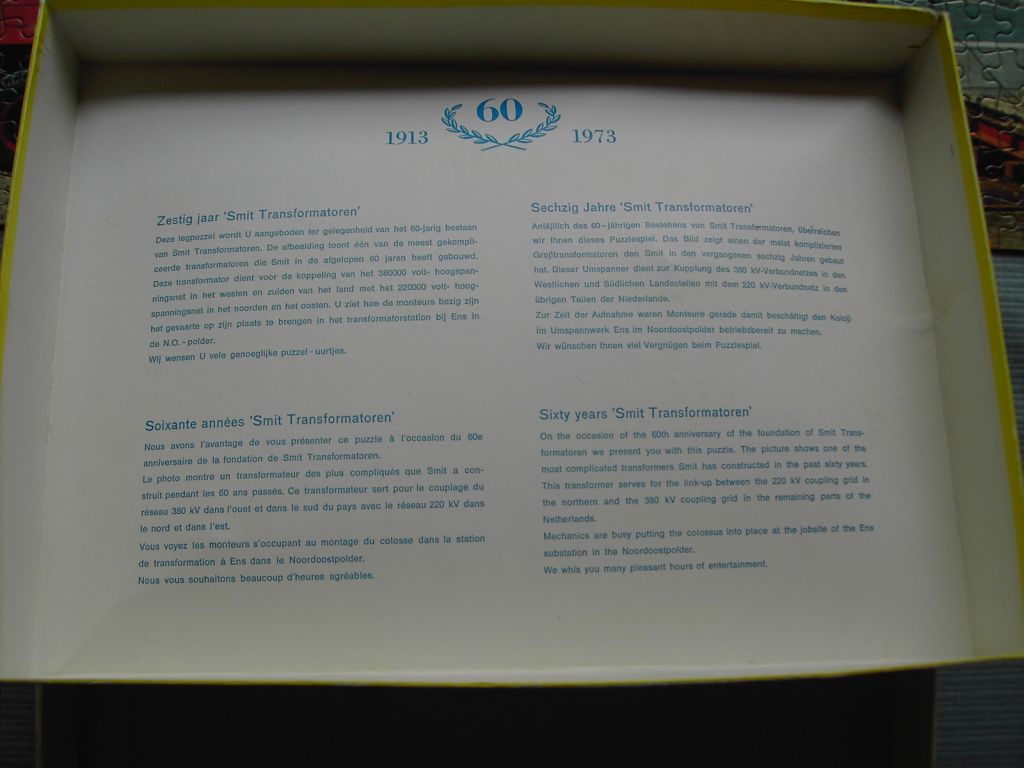 60
1913 1973
Zestig jaar 'Smit Transformatoren'
Deze legpuzzel wordt U aangeboden ter gelegenheid van het 60-jarig bestaan
van Smit Transformatoren. De afbeelding toont één van de meest gekompli-
ceerde transformatoren die Smit in de afgelopen 60 jaren heeft gebouwd.
Deze transformator dient voor de koppeling van het 380000 volt- hoogspan-
ningsnet in het westen en zuiden van het land met het 220000 volt- hoog-
spanningsnet in het noorden en het oosten. U ziet hoe de monteurs bezig zijn
het gevaarte op zijn plaats te brengen in het transformatorstation bij Ens in
de N.O.-polder.
Wij wensen U vele genoeglijke puzzel-uurtjes.
Sechzig Jahre 'Smit Transformatoren'
Anläßlich des 60-jährigen Bestehens von Smit Transformatoren, überreichen
wir Ihnen dieses Puzzlespiel. Das Bild zeigt einen der meist komplizierten
Großtransformatoren den Smit in den vergangenen sechzig Jahren gebaut
hat. Dieser Umspanner dient zur Kupplung des 380 kV-Verbundnetzes in den
Westlichen und Südlichen Landesteilen mit dem 220 kV-Verbundnetz in den
übrigen Teilen der Niederlande.
Zur Zeit der Aufnahme waren Monteure gerade damit beschäftigt den Koloß
im Umspannwerk Ens im Noordoostpolder betriebsbereit zu machen.
Wir wünschen Ihnen viel Vergnügen beim Puzzlespiel.
Soixante années 'Smit Transformatoren'
Nous avons l'avantage de vous présenter ce puzzle à l'occasion du 60e
anniversaire de la fondation de Smit Transformatoren.
Le photo montre un transformateur des plus compliqués que Smit a con-
struit pendant les 60 ans passés. Ce transformateur sert pour le couplage du
réseau 380 kV dans l'ouet et dans le sud du pays avec le réseau 220 kV dans
le nord et dans l'est.
Vous voyez les monteurs s'occupant au montage du colosse dans la station
de transformation à Ens dans le Noordoostpolder.
Nous vous souhaitons beaucoup d'heures agréables.
Sixty years 'Smit Transformatoren'
On the occasion of the 60th anniversary of the foundation of Smit Trans-
formatoren we present you with this puzzle. The picture shows one of the
most complicated transformers Smit has constructed in the past sixty years.
This transformer serves for the link-up between the 220 kV coupling grid in
the northern and the 380 kV coupling grid in the remaining parts of the
Netherlands.
Mechanics are busy putting the colossus into place at the jobsite of the Ens
substation in the Noordoostpolder.
We whis you many pleasant hours of entertainment.